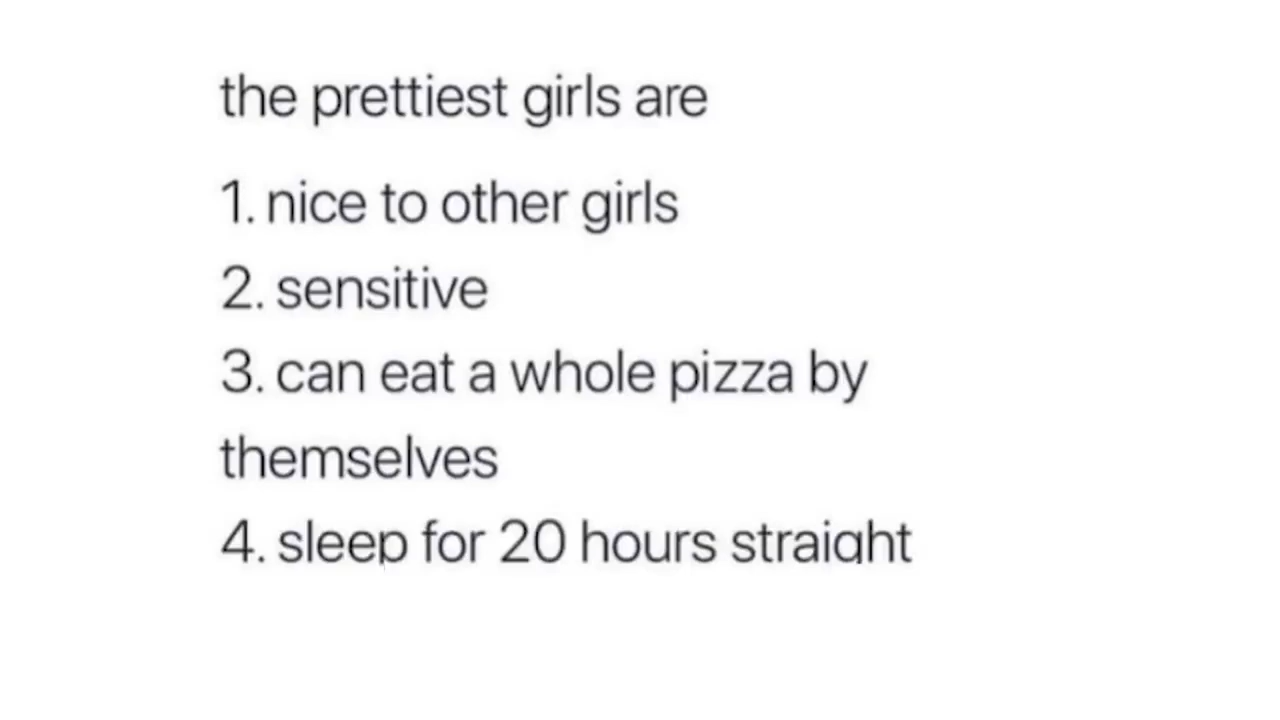 the prettiest girls are
1. nice to other girls
2. sensitive
3. can eat a whole pizza by
themselves
4. sleep for 20 hours straight